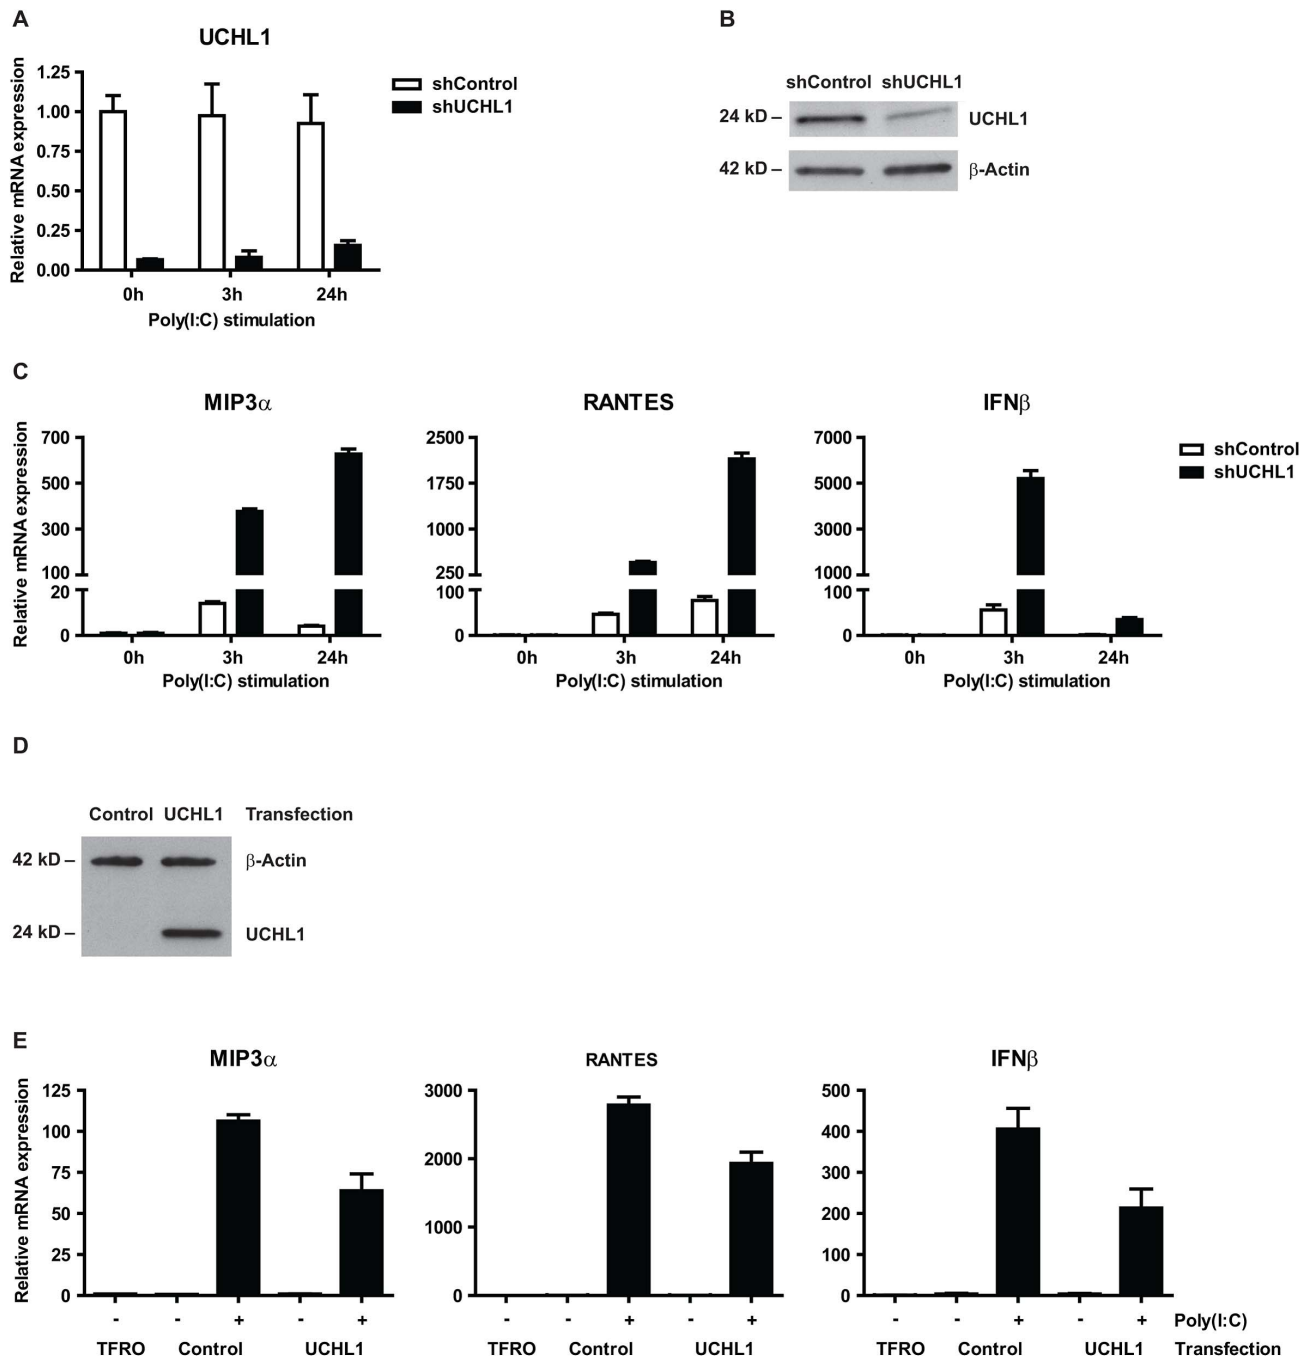 A
UCHL1
Relative mRNA expression
1.25
1.00
0.75
0.50
0.25
0.00
0h 3h 24h
Poly(I:C) stimulation
shControl
shUCHL1
B
shControl shUCHL1
24 kD – UCHL1
42 kD – β-Actin
C
MIP3α
Relative mRNA expression
700
500
300
100
20
0
0h 3h 24h
Poly(I:C) stimulation
RANTES
2500
1750
1000
250
100
0
0h 3h 24h
Poly(I:C) stimulation
IFNβ
7000
5000
3000
1000
100
0
0h 3h 24h
Poly(I:C) stimulation
shControl
shUCHL1
D
Control UCHL1 Transfection
42 kD – β-Actin
24 kD – UCHL1
E
MIP3α
Relative mRNA expression
125
100
75
50
25
0
- - + - +
TFRO Control UCHL1
RANTES
3000
2000
1000
0
- - + - +
TFRO Control UCHL1
IFNβ
500
400
300
200
100
0
- - + - + Poly(I:C)
TFRO Control UCHL1 Transfection